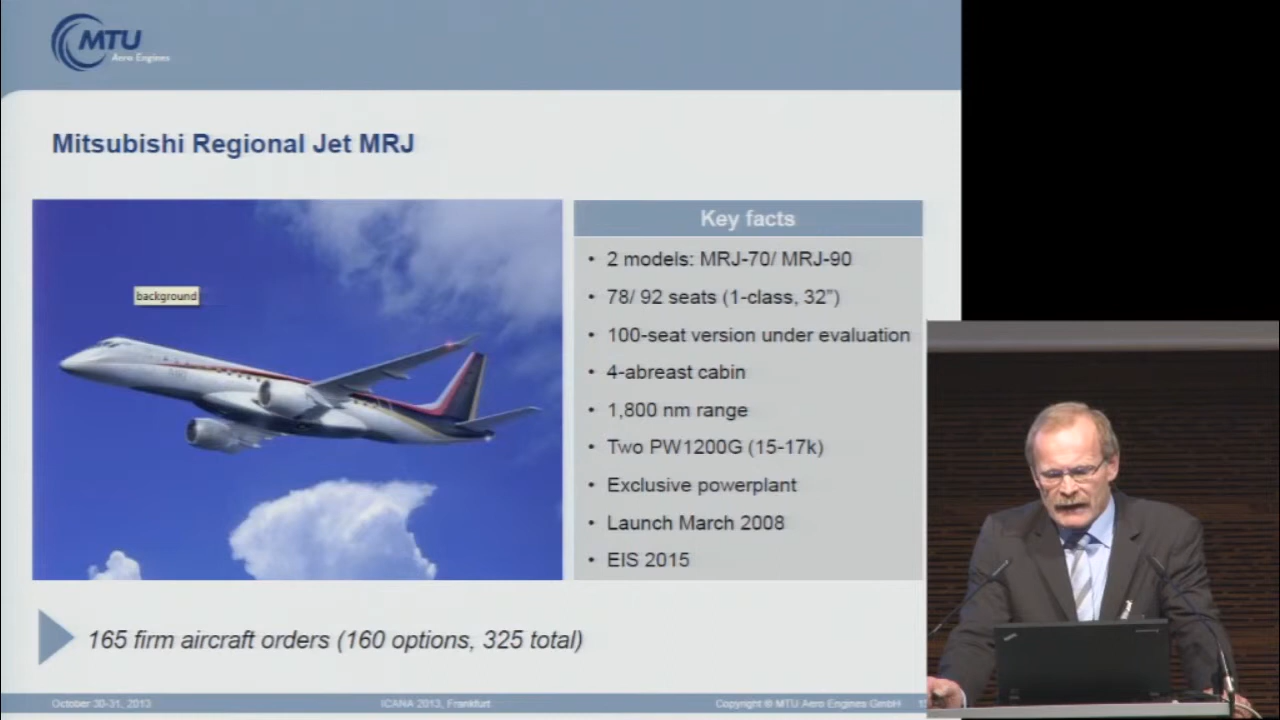 MTU
Aero Engines
Mitsubishi Regional Jet MRJ
background
Key facts
• 2 models: MRJ-70/ MRJ-90
• 78/ 92 seats (1-class, 32”)
• 100-seat version under evaluation
• 4-abreast cabin
• 1,800 nm range
• Two PW1200G (15-17k)
• Exclusive powerplant
• Launch March 2008
• EIS 2015
165 firm aircraft orders (160 options, 325 total)
October 30-31, 2013
ICANA 2013, Frankfurt
Copyright © MTU Aero Engines GmbH